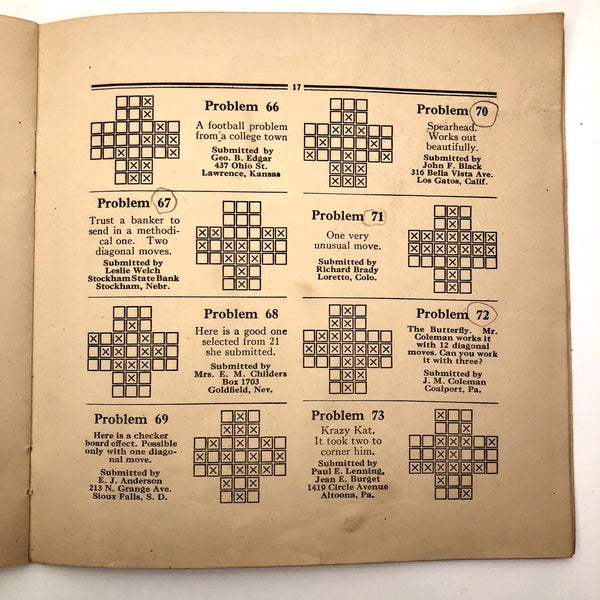 17
Problem 66
A football problem
from a college town
Submitted by
Geo. B. Edgar
437 Ohio St.
Lawrence, Kansas
Problem 67
Trust a banker to
send in a methodi-
cal one. Two
diagonal moves.
Submitted by
Leslie Welch
Stockham State Bank
Stockham, Nebr.
Problem 68
Here is a good one
selected from 21
she submitted.
Submitted by
Mrs. E. M. Childers
Box 1703
Goldfield, Nev.
Problem 69
Here is a checker
board effect. Possible
only with one diago-
nal move.
Submitted by
E. J. Anderson
213 N. Grange Ave.
Sioux Falls, S. D.
Problem 70
Spearhead.
Works out
beautifully.
Submitted by
John F. Black
316 Bella Vista Ave.
Los Gatos, Calif.
Problem 71
One very
unusual move.
Submitted by
Richard Brady
Loretto, Colo.
Problem 72
The Butterfly. Mr.
Coleman works it
with 12 diagonal
moves. Can you work
it with three?
Submitted by
J. M. Coleman
Coalport, Pa.
Problem 73
Krazy Kat.
It took two to
corner him.
Submitted by
Paul E. Lenning,
Jean E. Burget
1419 Circle Avenue
Altoona, Pa.